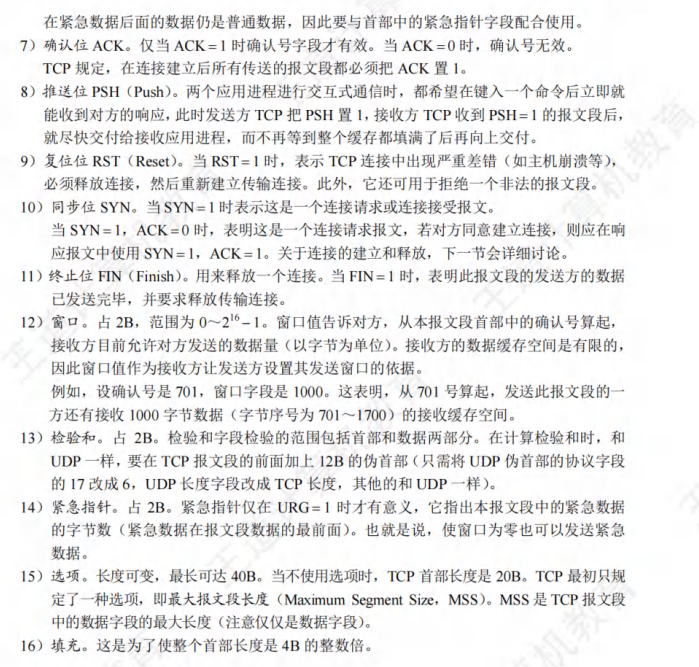 在紧急数据后面的数据仍是普通数据，因此要与首部中的紧急指针字段配合使用。
7）确认位 ACK。仅当 ACK = 1 时确认号字段才有效。当 ACK = 0 时，确认号无效。
TCP 规定，在连接建立后所有传送的报文段都必须把 ACK 置 1。
8）推送位 PSH（Push）。两个应用进程进行交互式通信时，都希望在键入一个命令后立即就
能收到对方的响应，此时发送方 TCP 把 PSH 置 1，接收方 TCP 收到 PSH = 1 的报文段后，
就尽快交付给接收应用进程，而不再等到整个缓存都填满了后再向上交付。
9）复位位 RST（Reset）。当 RST = 1 时，表示 TCP 连接中出现严重差错（如主机崩溃等），
必须释放连接，然后重新建立传输连接。此外，它还可用于拒绝一个非法的报文段。
10）同步位 SYN。当 SYN = 1 时表示这是一个连接请求或连接接受报文。
当 SYN = 1，ACK = 0 时，表明这是一个连接请求报文，若对方同意建立连接，则应在响
应报文中使用 SYN = 1，ACK = 1。关于连接的建立和释放，下一节会详细讨论。
11）终止位 FIN（Finish）。用来释放一个连接。当 FIN = 1 时，表明此报文段的发送方的数据
已发送完毕，并要求释放传输连接。
12）窗口。占 2B，范围为 0～2¹⁶ – 1。窗口值告诉对方，从本报文段首部中的确认号算起，
接收方目前允许对方发送的数据量（以字节为单位）。接收方的数据缓存空间是有限的，
因此窗口值作为接收方让发送方设置其发送窗口的依据。
例如，设确认号是 701，窗口字段是 1000。这表明，从 701 号算起，发送此报文段的一
方还有接收 1000 字节数据（字节序号为 701～1700）的接收缓存空间。
13）检验和。占 2B。检验和字段检验的范围包括首部和数据两部分。在计算检验和时，和
UDP 一样，要在 TCP 报文段的前面加上 12B 的伪首部（只需将 UDP 伪首部的协议字段
的 17 改成 6，UDP 长度字段改成 TCP 长度，其他的和 UDP 一样）。
14）紧急指针。占 2B。紧急指针仅在 URG = 1 时才有意义，它指出本报文段中的紧急数据
的字节数（紧急数据在报文段数据的最前面）。也就是说，使窗口为零也可以发送紧急
数据。
15）选项。长度可变，最长可达 40B。当不使用选项时，TCP 首部长度是 20B。TCP 最初只规
定了一种选项，即最大报文段长度（Maximum Segment Size，MSS）。MSS 是 TCP 报文段
中的数据字段的最大长度（注意仅仅是数据字段）。
16）填充。这是为了使整个首部长度是 4B 的整数倍。